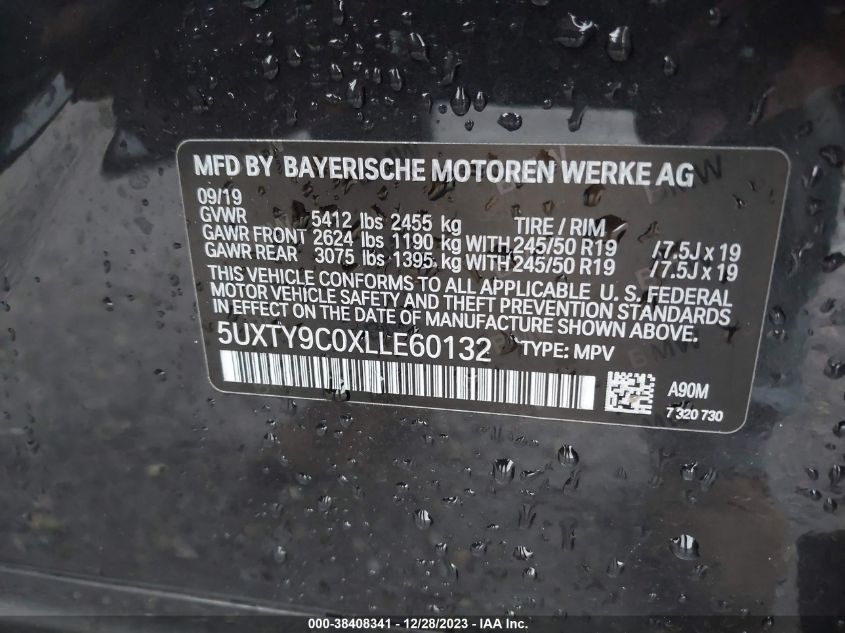 MFD BY BAYERISCHE MOTOREN WERKE AG
09/19
GVWR 5412 lbs 2455 kg TIRE / RIM
GAWR FRONT 2624 lbs 1190 kg WITH 245/50 R19 /7.5J x 19
GAWR REAR 3075 lbs 1395 kg WITH 245/50 R19 /7.5J x 19
THIS VEHICLE CONFORMS TO ALL APPLICABLE U.S. FEDERAL
MOTOR VEHICLE SAFETY AND THEFT PREVENTION STANDARDS
IN EFFECT ON THE DATE OF MANUFACTURE SHOWN ABOVE.
5UXTY9C0XLLE60132 TYPE: MPV
A90M
7 320 730
000-38408341 / 12/28/2023 - IAA Inc.